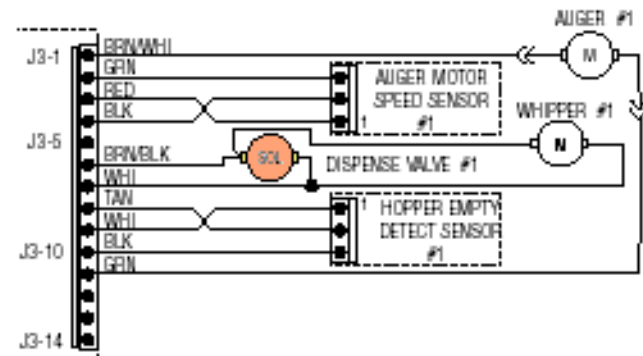 AUGER #1
J3-1
BRN/WHI
M
GRN
AUGER MOTOR
RED
SPEED SENSOR
BLK
1
#1
WHIPPER #1
J3-5
M
BRN/BLK
SOL
DISPENSE VALVE #1
WHI
TAN
1
HOPPER EMPTY
WHI
DETECT SENSOR
BLK
#1
J3-10
GRN
J3-14